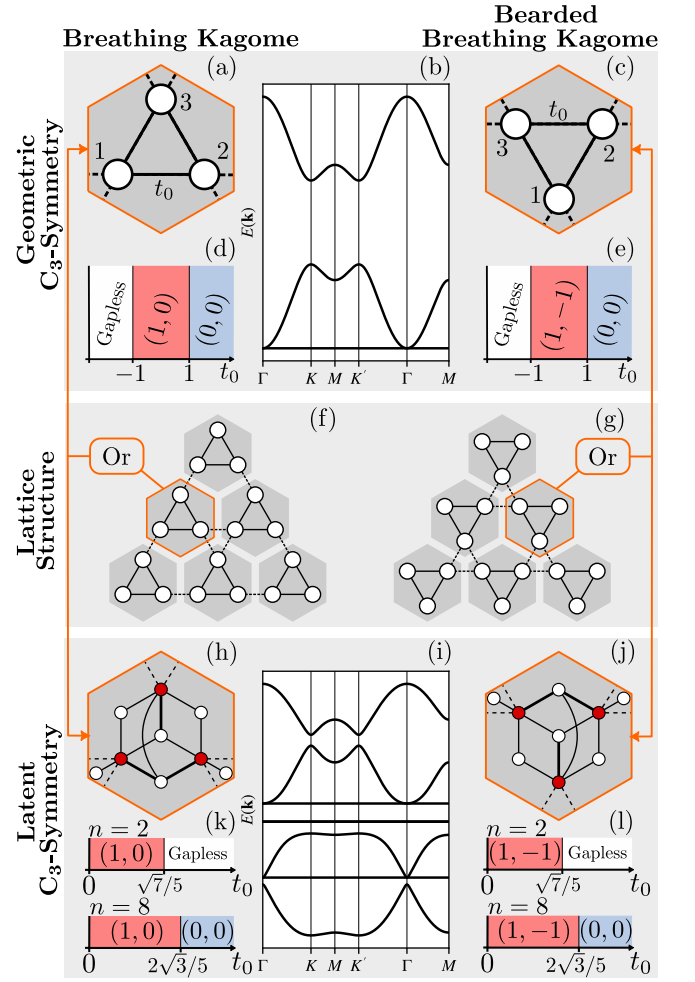 Breathing Kagome
Bearded
Breathing Kagome
Geometric
C₃-Symmetry
(a)
1
2
3
t₀
(b)
E(k)
Γ K M K′ Γ M
(c)
3
2
1
t₀
(d)
Gapless
(1, 0)
(0, 0)
−1 1 t₀
(e)
Gapless
(1, −1)
(0, 0)
−1 1 t₀
Lattice
Structure
(f)
Or
(g)
Or
Latent
C₃-Symmetry
(h)
(i)
E(k)
Γ K M K′ Γ M
(j)
(k)
n = 2
(1, 0) Gapless
0 √7/5 t₀
n = 8
(1, 0) (0, 0)
0 2√3/5 t₀
(l)
n = 2
(1, −1) Gapless
0 √7/5 t₀
n = 8
(1, −1) (0, 0)
0 2√3/5 t₀